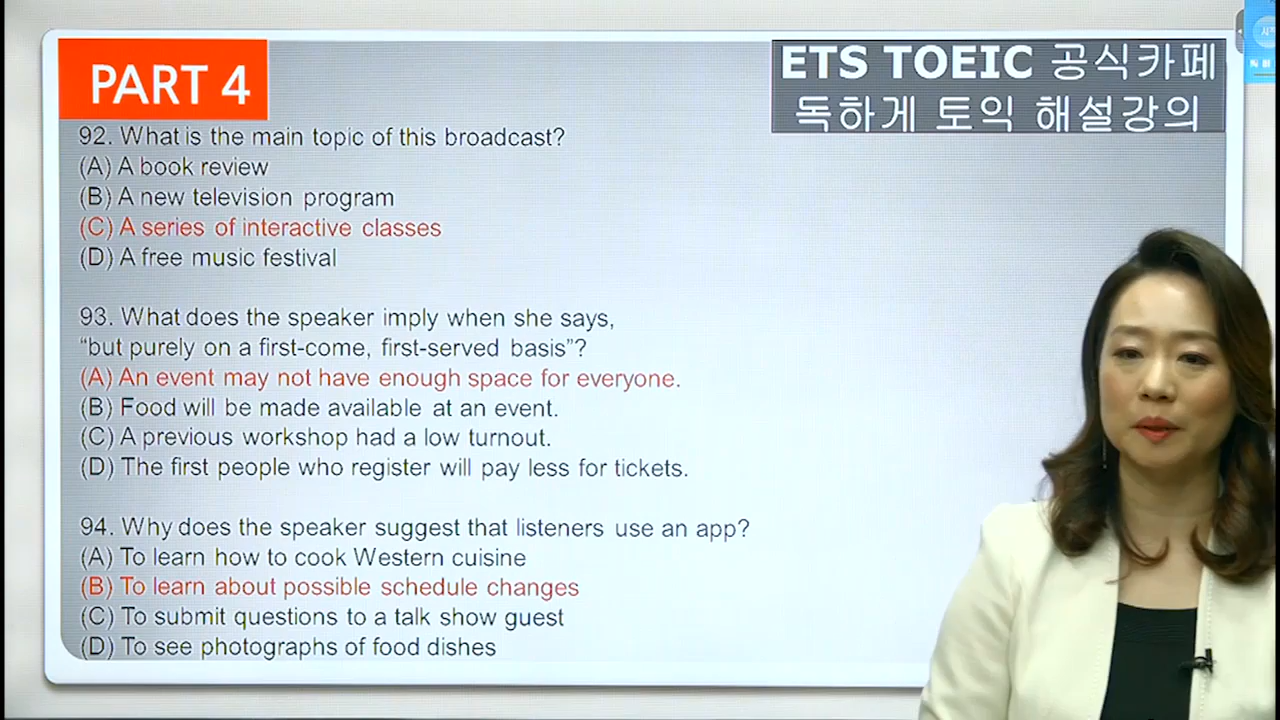 PART 4
ETS TOEIC 공식카페
독하게 토익 해설강의
92. What is the main topic of this broadcast?
(A) A book review
(B) A new television program
(C) A series of interactive classes
(D) A free music festival
93. What does the speaker imply when she says,
“but purely on a first-come, first-served basis”?
(A) An event may not have enough space for everyone.
(B) Food will be made available at an event.
(C) A previous workshop had a low turnout.
(D) The first people who register will pay less for tickets.
94. Why does the speaker suggest that listeners use an app?
(A) To learn how to cook Western cuisine
(B) To learn about possible schedule changes
(C) To submit questions to a talk show guest
(D) To see photographs of food dishes